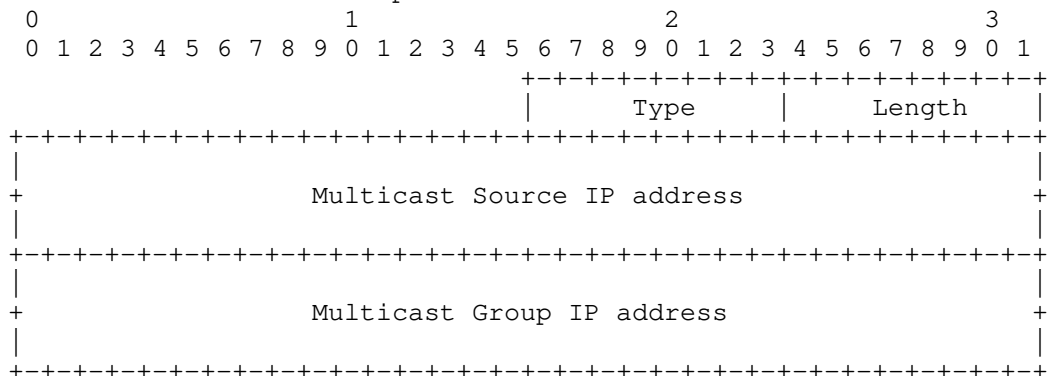 0                   1                   2                   3
0 1 2 3 4 5 6 7 8 9 0 1 2 3 4 5 6 7 8 9 0 1 2 3 4 5 6 7 8 9 0 1
+-+-+-+-+-+-+-+-+-+-+-+-+-+-+-+-+
|      Type     |     Length    |
+-+-+-+-+-+-+-+-+-+-+-+-+-+-+-+-+-+-+-+-+-+-+-+-+-+-+-+-+-+-+-+-+
|                                                               |
+                  Multicast Source IP address                  +
|                                                               |
+-+-+-+-+-+-+-+-+-+-+-+-+-+-+-+-+-+-+-+-+-+-+-+-+-+-+-+-+-+-+-+-+
|                                                               |
+                  Multicast Group IP address                   +
|                                                               |
+-+-+-+-+-+-+-+-+-+-+-+-+-+-+-+-+-+-+-+-+-+-+-+-+-+-+-+-+-+-+-+-+